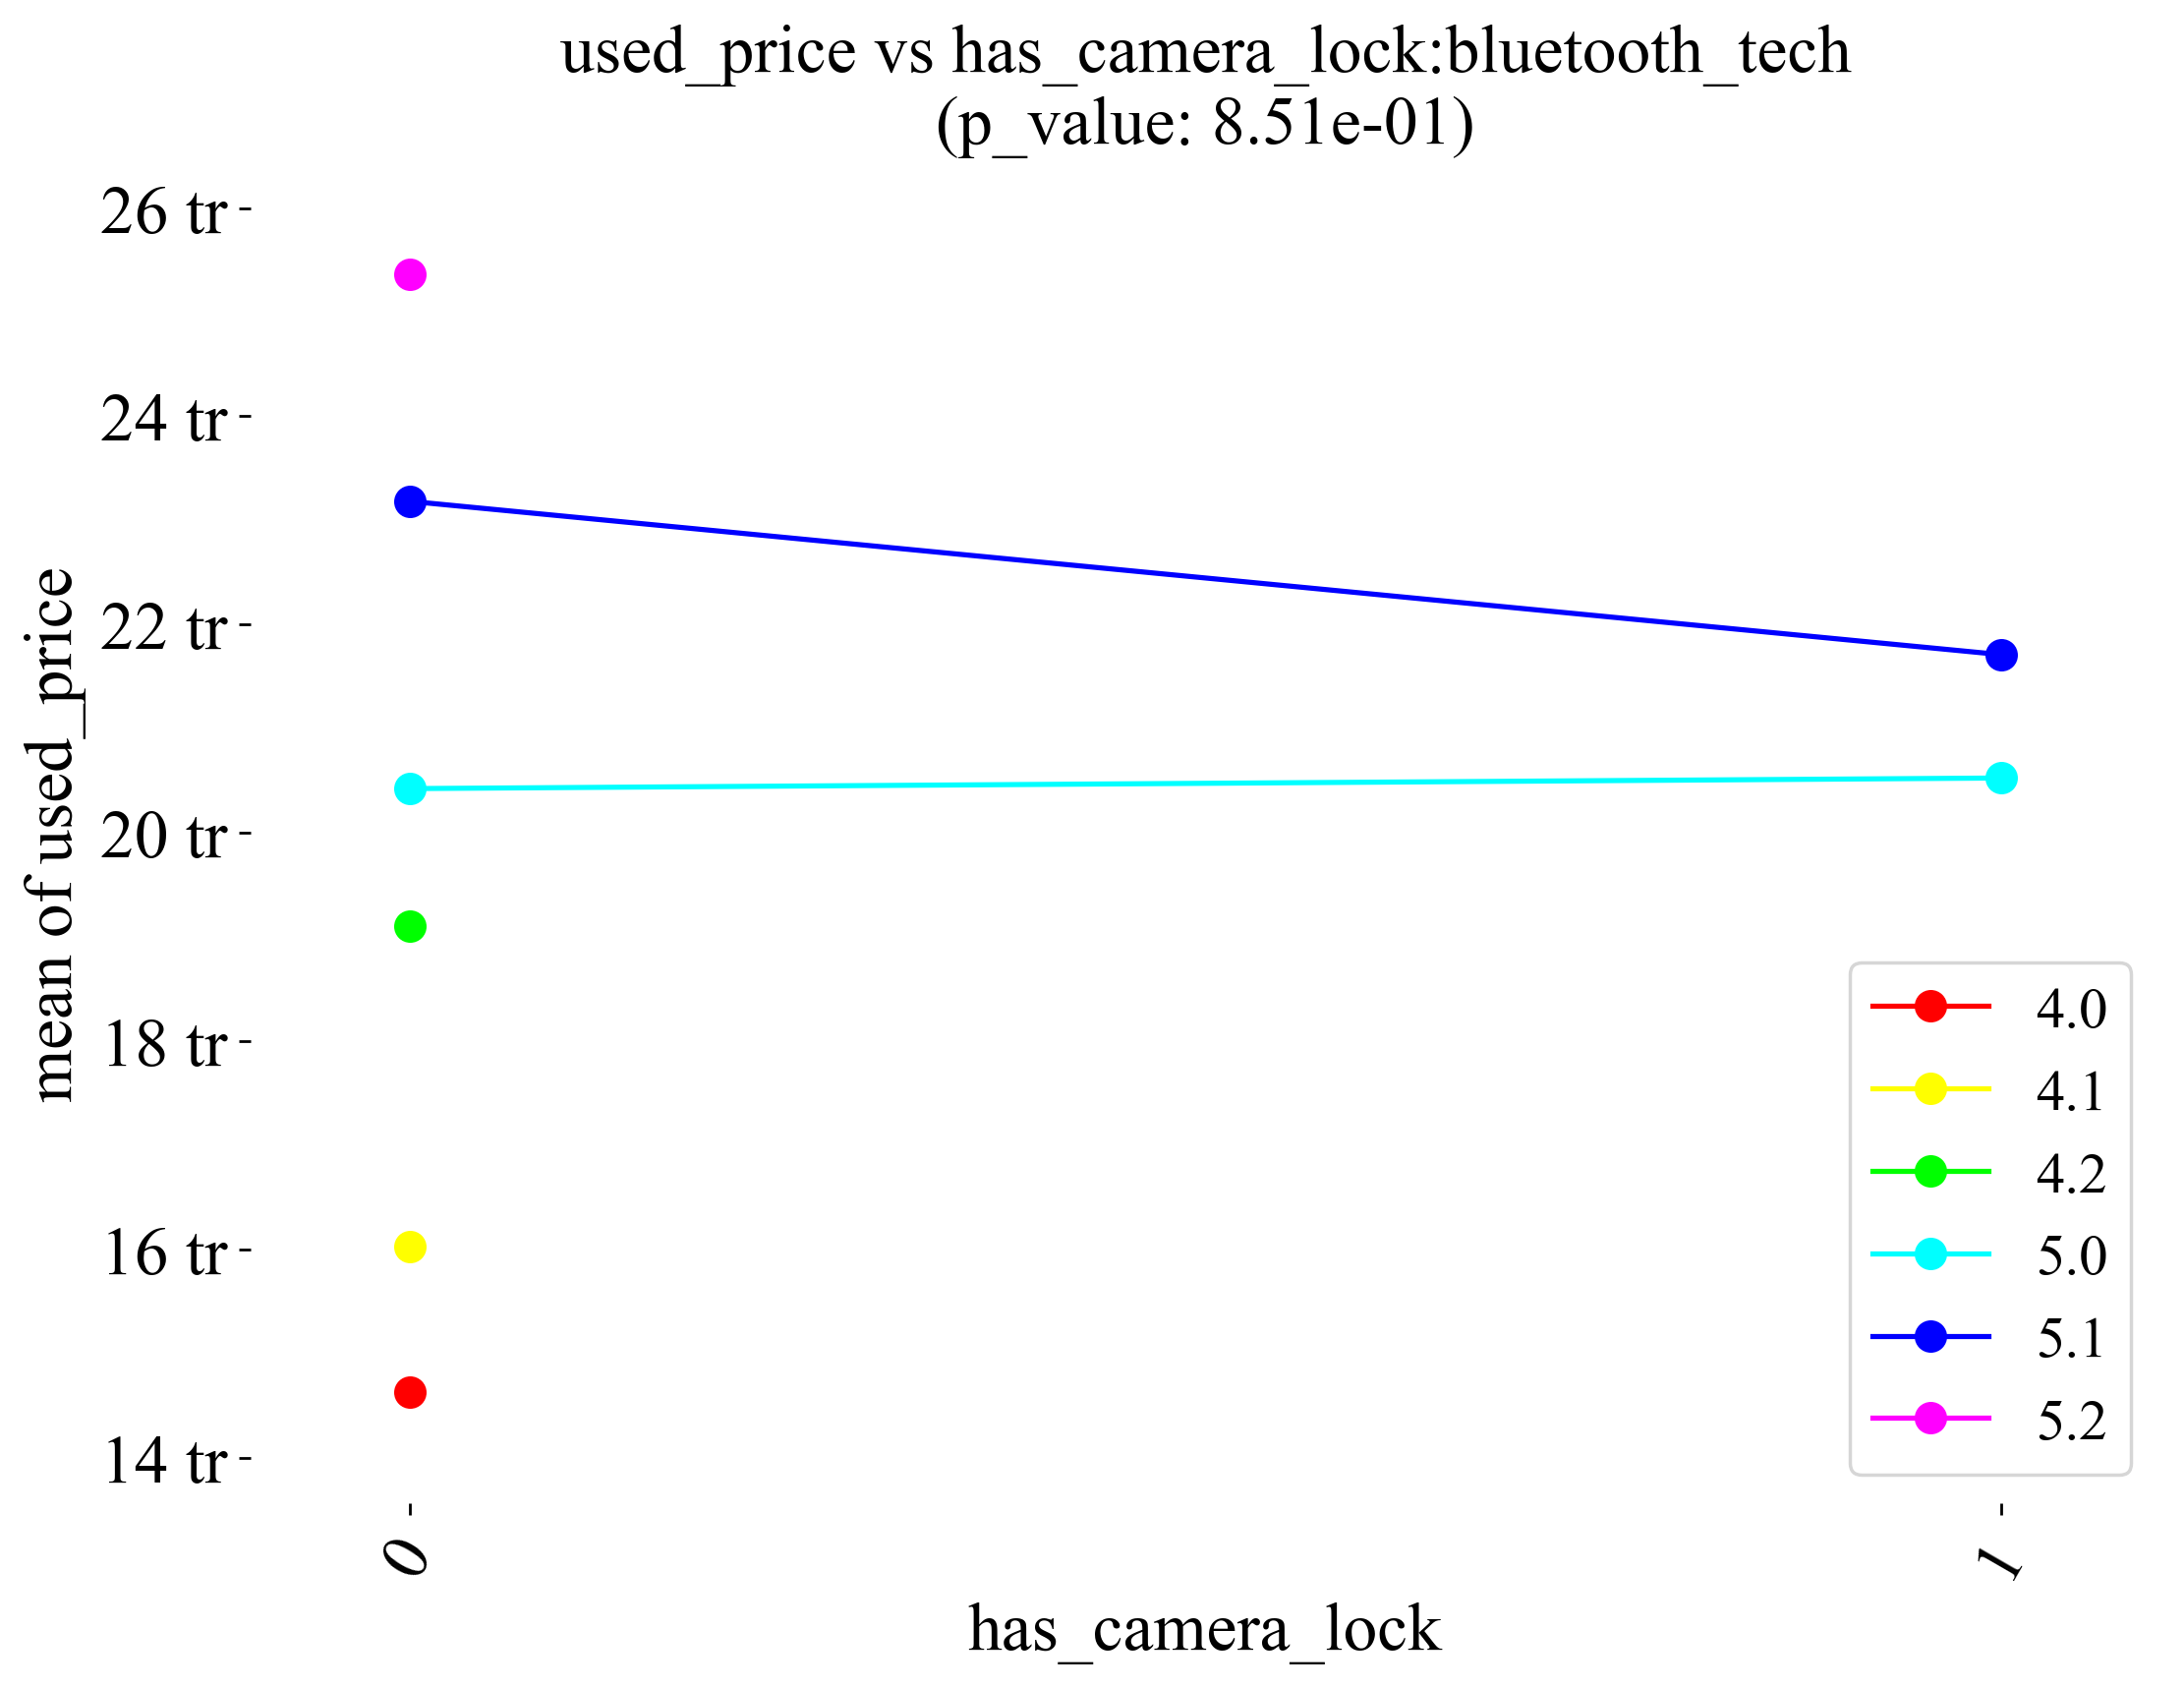 used_price vs has_camera_lock:bluetooth_tech
(p_value: 8.51e-01)
26 tr
24 tr
22 tr
20 tr
18 tr
16 tr
14 tr
mean of used_price
0
1
has_camera_lock
4.0
4.1
4.2
5.0
5.1
5.2